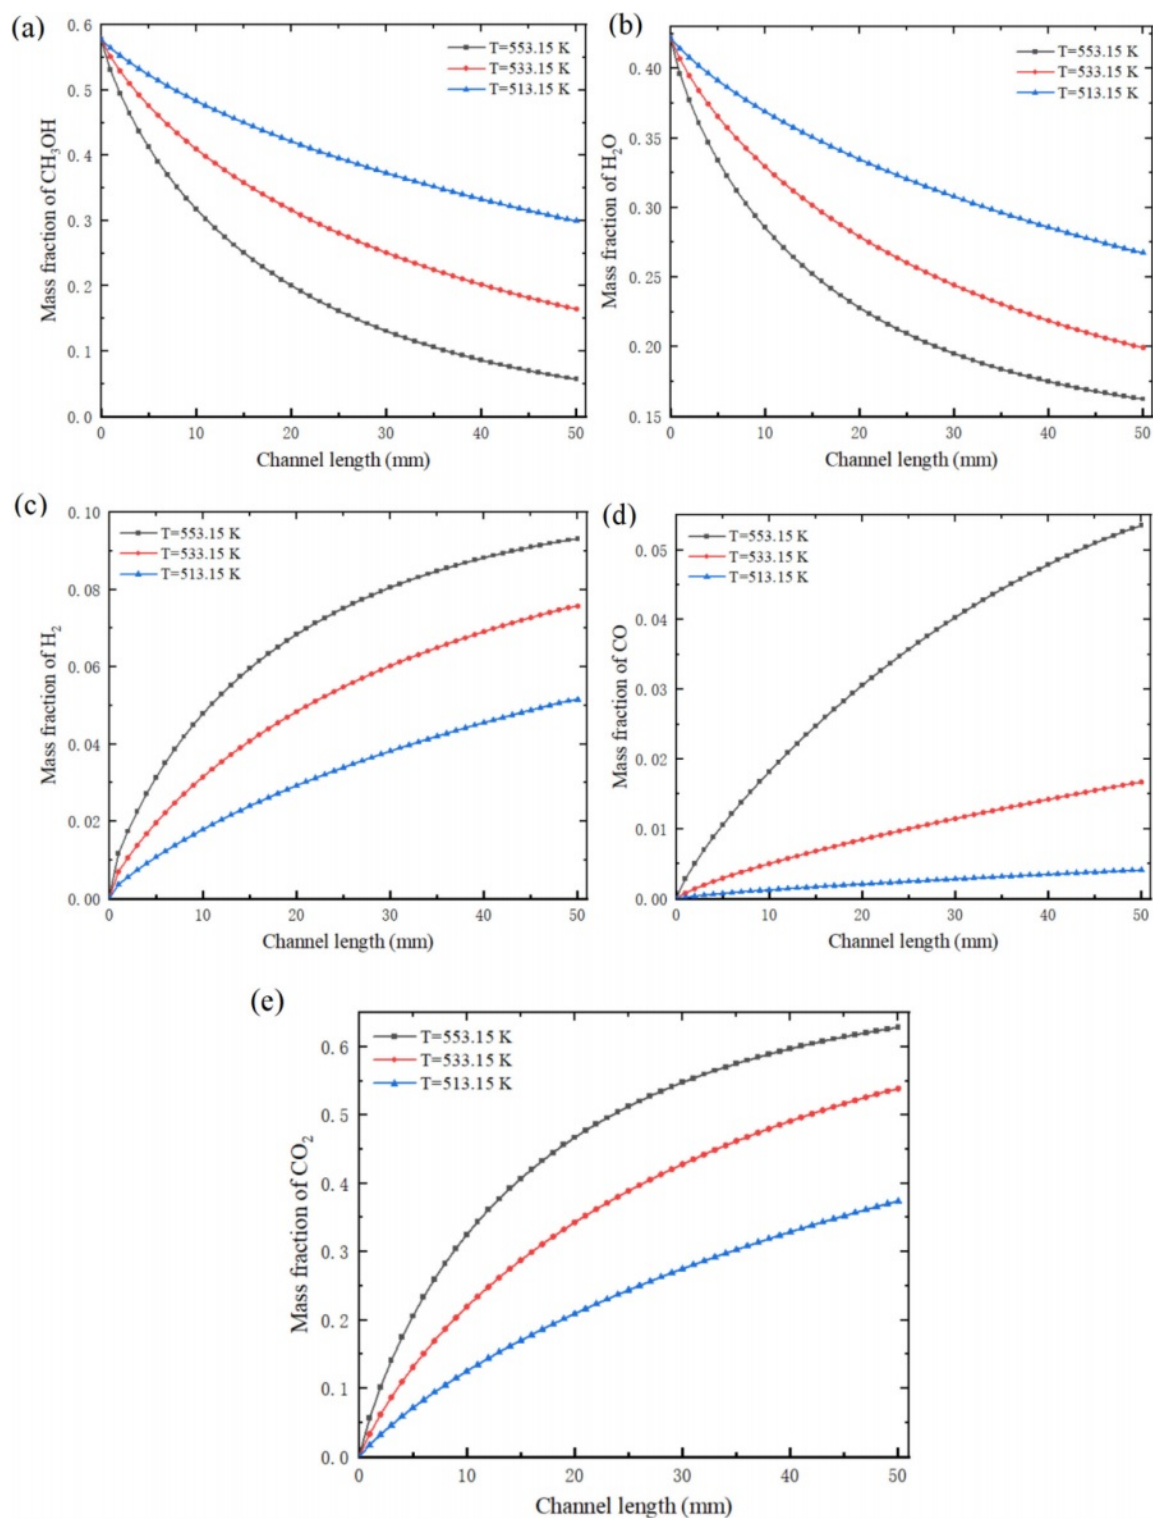 (a)
0.6
0.5
0.4
0.3
0.2
0.1
0.0
Mass fraction of CH3OH
T=553.15 K
T=533.15 K
T=513.15 K
0 10 20 30 40 50
Channel length (mm)
(b)
0.40
0.35
0.30
0.25
0.20
0.15
Mass fraction of H2O
T=553.15 K
T=533.15 K
T=513.15 K
0 10 20 30 40 50
Channel length (mm)
(c)
0.10
0.08
0.06
0.04
0.02
0.00
Mass fraction of H2
T=553.15 K
T=533.15 K
T=513.15 K
0 10 20 30 40 50
Channel length (mm)
(d)
0.05
0.04
0.03
0.02
0.01
0.00
Mass fraction of CO
T=553.15 K
T=533.15 K
T=513.15 K
0 10 20 30 40 50
Channel length (mm)
(e)
0.6
0.5
0.4
0.3
0.2
0.1
0.0
Mass fraction of CO2
T=553.15 K
T=533.15 K
T=513.15 K
0 10 20 30 40 50
Channel length (mm)